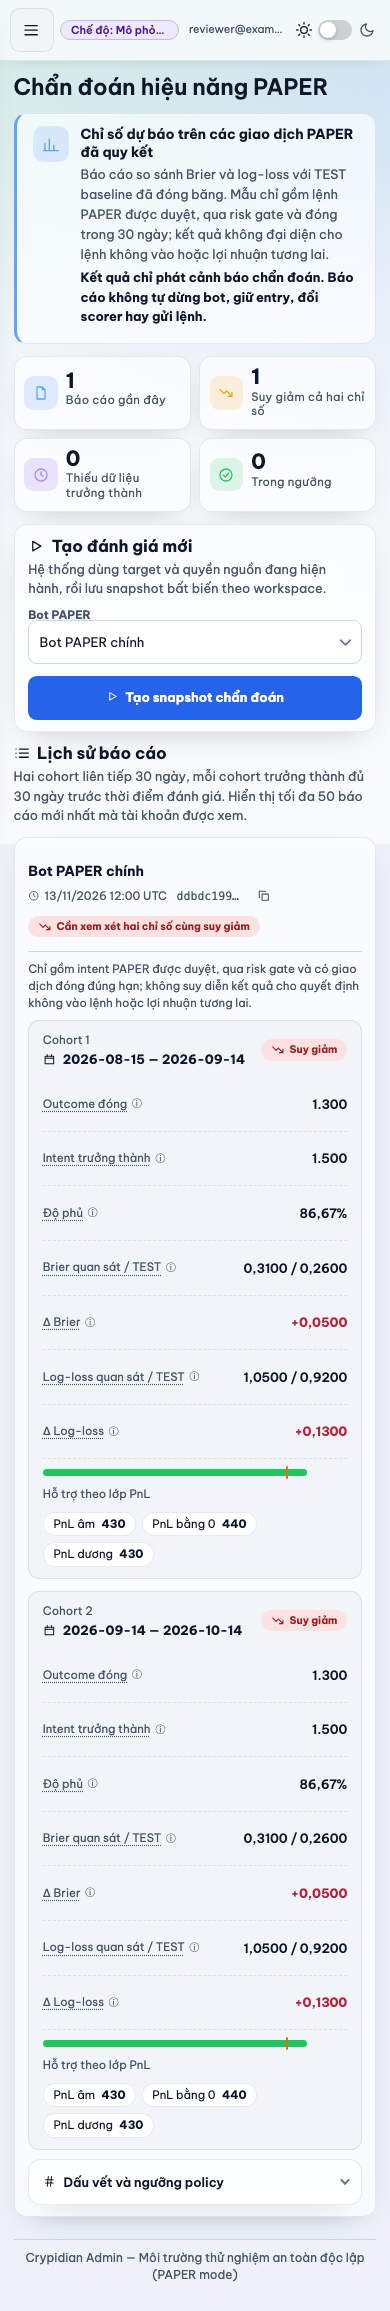 Chế độ: Mô phỏ...
reviewer@exam...
Chẩn đoán hiệu năng PAPER
Chỉ số dự báo trên các giao dịch PAPER
đã quy kết
Báo cáo so sánh Brier và log-loss với TEST
baseline đã đóng băng. Mẫu chỉ gồm lệnh
PAPER được duyệt, qua risk gate và đóng
trong 30 ngày; kết quả không đại diện cho
lệnh không vào hoặc lợi nhuận tương lai.
Kết quả chỉ phát cảnh báo chẩn đoán. Báo
cáo không tự dừng bot, giữ entry, đổi
scorer hay gửi lệnh.
1
Báo cáo gần đây
1
Suy giảm cả hai chỉ
số
0
Thiếu dữ liệu
trưởng thành
0
Trong ngưỡng
Tạo đánh giá mới
Hệ thống dùng target và quyền nguồn đang hiện
hành, rồi lưu snapshot bất biến theo workspace.
Bot PAPER
Bot PAPER chính
Tạo snapshot chẩn đoán
Lịch sử báo cáo
Hai cohort liên tiếp 30 ngày, mỗi cohort trưởng thành đủ
30 ngày trước thời điểm đánh giá. Hiển thị tối đa 50 báo
cáo mới nhất mà tài khoản được xem.
Bot PAPER chính
13/11/2026 12:00 UTC ddbdc199...
Cần xem xét hai chỉ số cùng suy giảm
Chỉ gồm intent PAPER được duyệt, qua risk gate và có giao
dịch đóng đúng hạn; không suy diễn kết quả cho quyết định
không vào lệnh hoặc lợi nhuận tương lai.
Cohort 1
2026-08-15 — 2026-09-14
Suy giảm
Outcome đóng 1.300
Intent trưởng thành 1.500
Độ phủ 86,67%
Brier quan sát / TEST 0,3100 / 0,2600
Δ Brier +0,0500
Log-loss quan sát / TEST 1,0500 / 0,9200
Δ Log-loss +0,1300
Hỗ trợ theo lớp PnL
PnL âm 430 PnL bằng 0 440
PnL dương 430
Cohort 2
2026-09-14 — 2026-10-14
Suy giảm
Outcome đóng 1.300
Intent trưởng thành 1.500
Độ phủ 86,67%
Brier quan sát / TEST 0,3100 / 0,2600
Δ Brier +0,0500
Log-loss quan sát / TEST 1,0500 / 0,9200
Δ Log-loss +0,1300
Hỗ trợ theo lớp PnL
PnL âm 430 PnL bằng 0 440
PnL dương 430
# Dấu vết và ngưỡng policy
Crypidian Admin — Môi trường thử nghiệm an toàn độc lập
(PAPER mode)